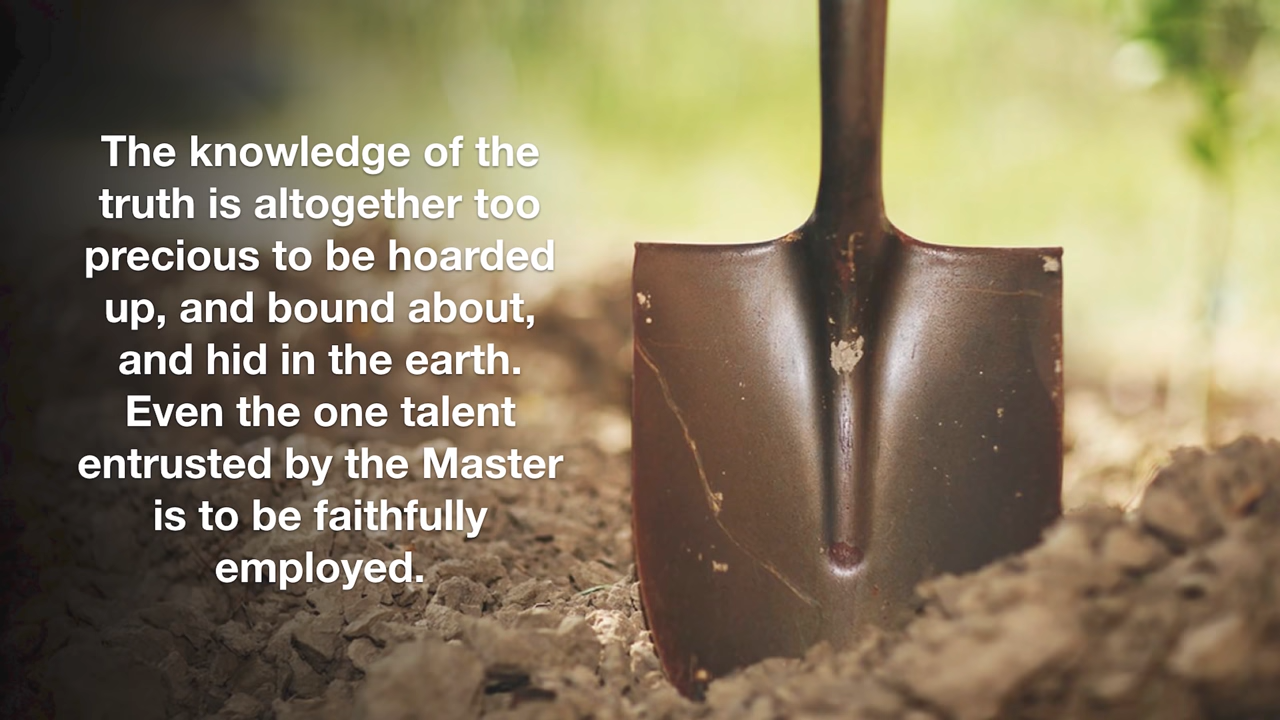 The knowledge of the
truth is altogether too
precious to be hoarded
up, and bound about,
and hid in the earth.
Even the one talent
entrusted by the Master
is to be faithfully
employed.